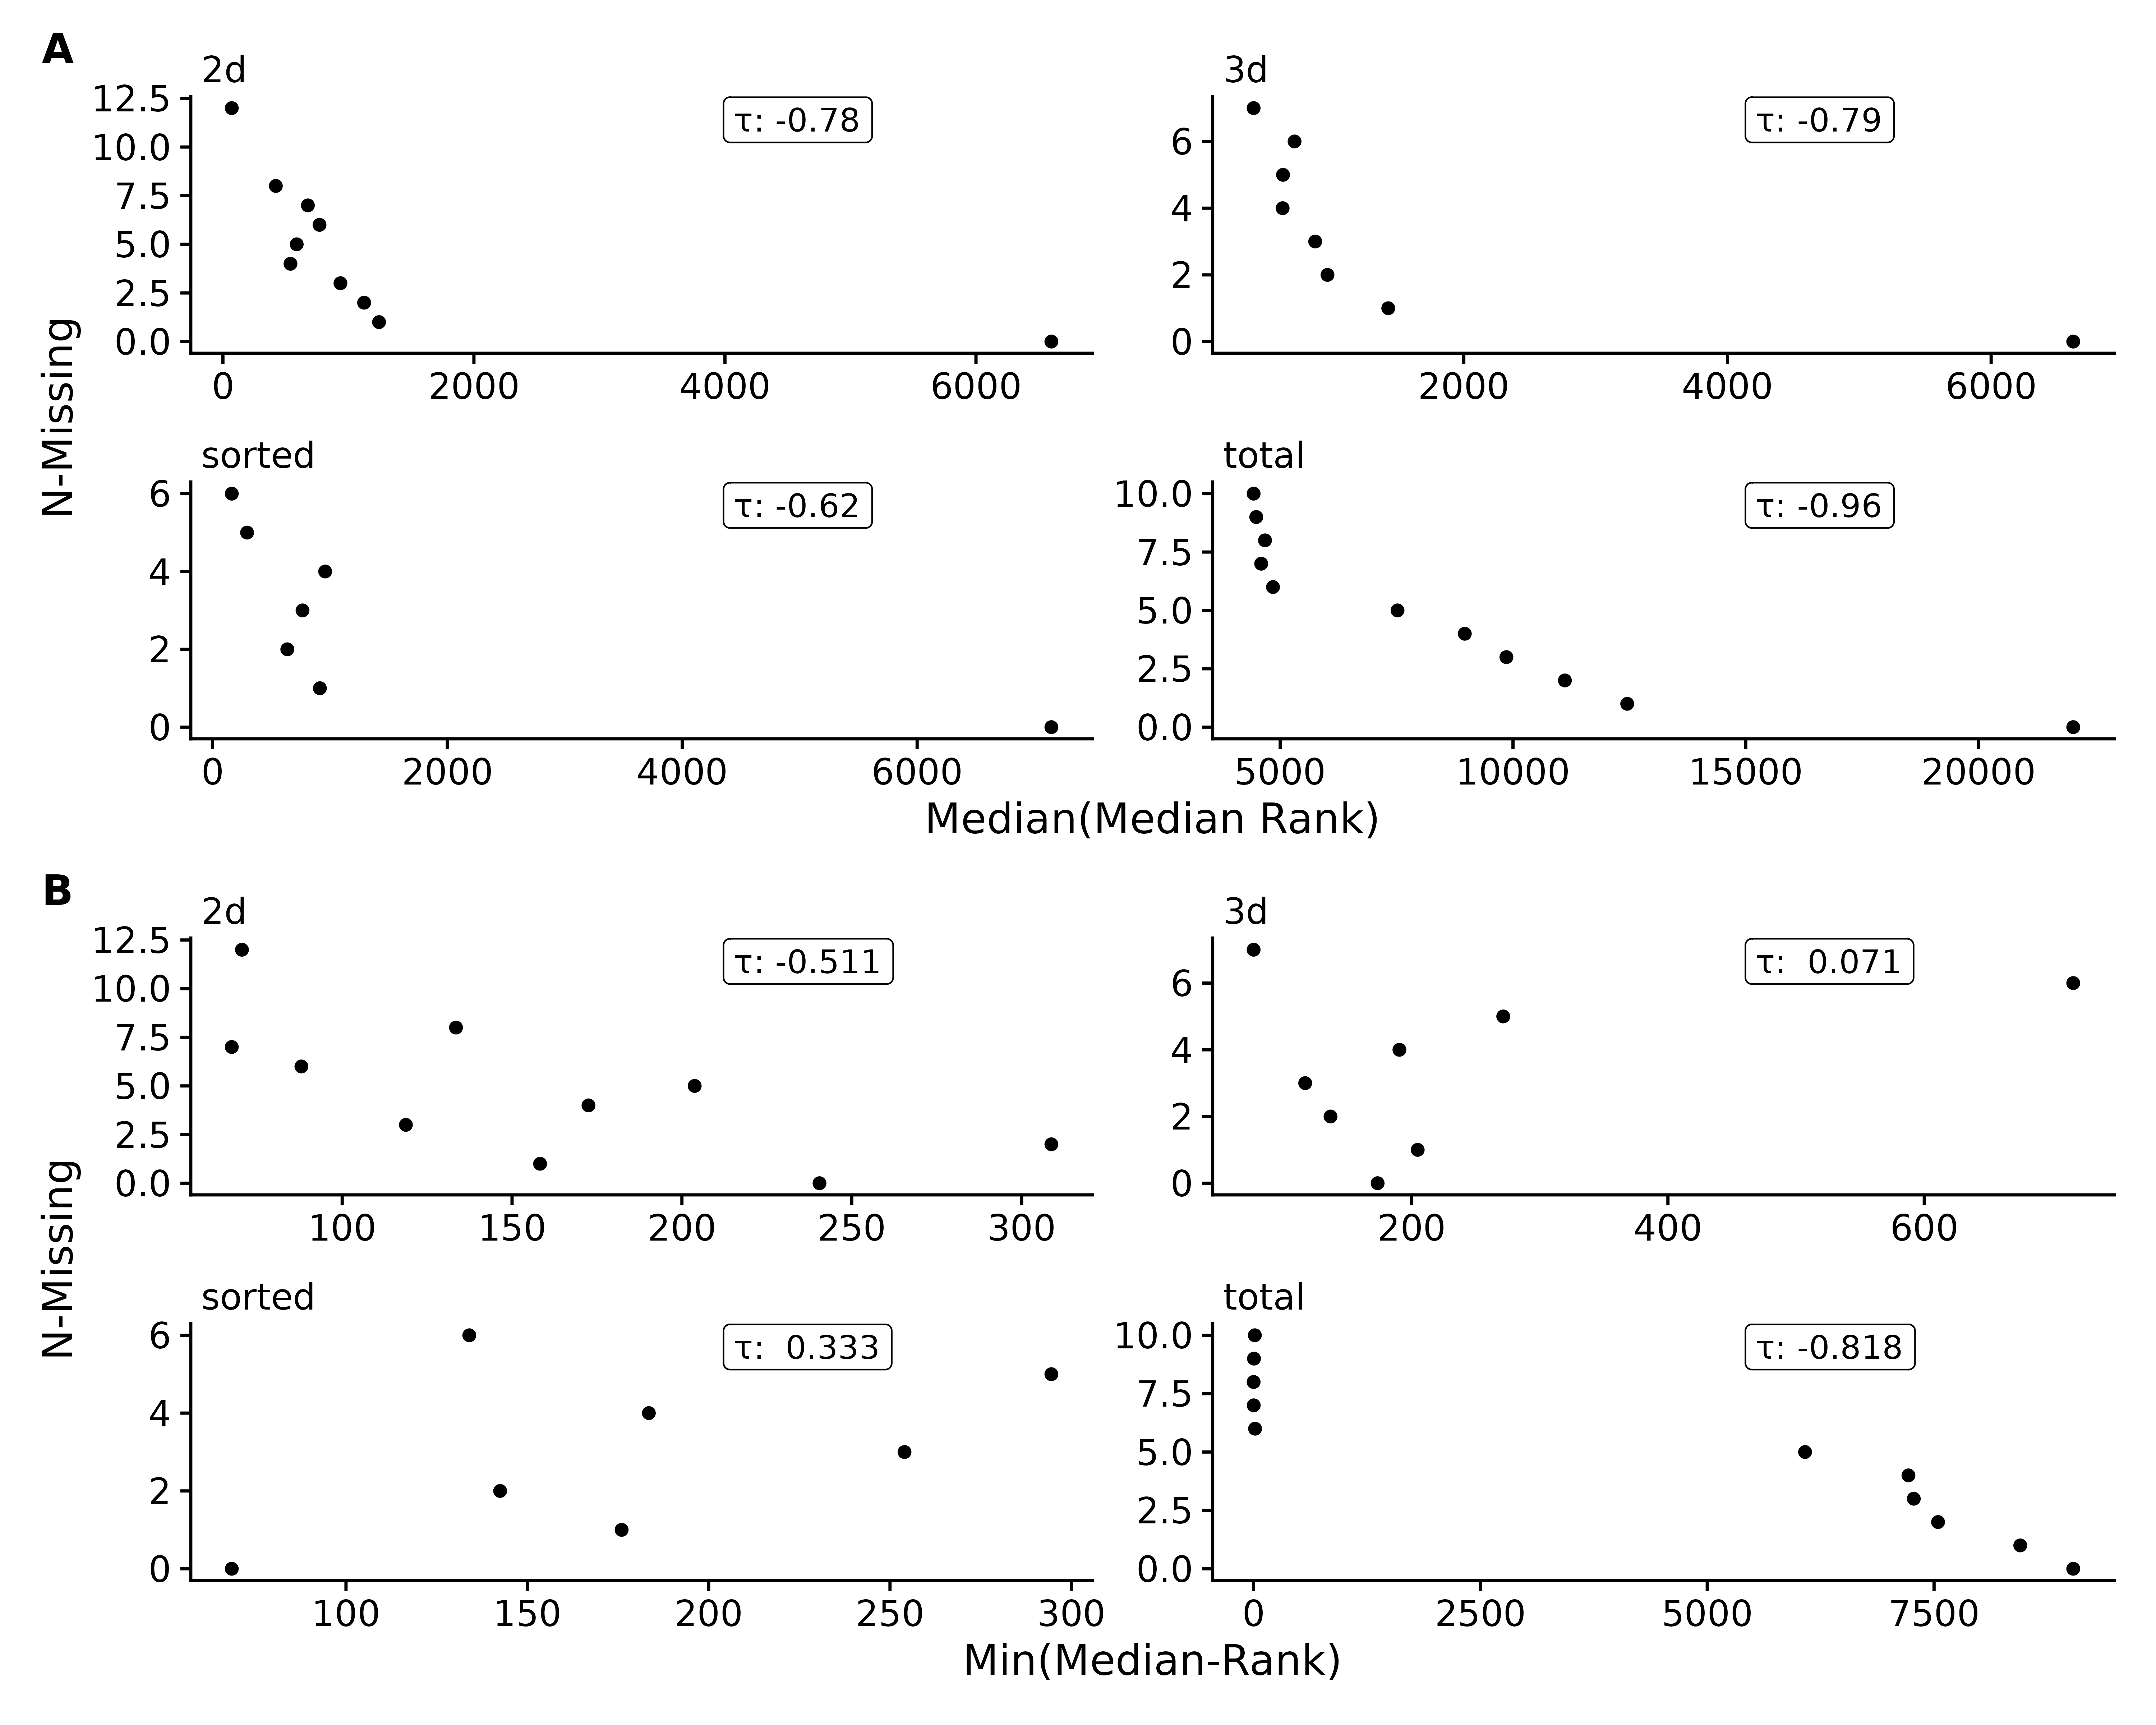 A
2d
τ: -0.78
12.5
10.0
7.5
5.0
2.5
0.0
0 2000 4000 6000
3d
τ: -0.79
6
4
2
0
2000 4000 6000
N-Missing
sorted
τ: -0.62
6
4
2
0
0 2000 4000 6000
total
τ: -0.96
10.0
7.5
5.0
2.5
0.0
5000 10000 15000 20000
Median(Median Rank)
B
2d
τ: -0.511
12.5
10.0
7.5
5.0
2.5
0.0
100 150 200 250 300
3d
τ: 0.071
6
4
2
0
200 400 600
N-Missing
sorted
τ: 0.333
6
4
2
0
100 150 200 250 300
total
τ: -0.818
10.0
7.5
5.0
2.5
0.0
0 2500 5000 7500
Min(Median-Rank)